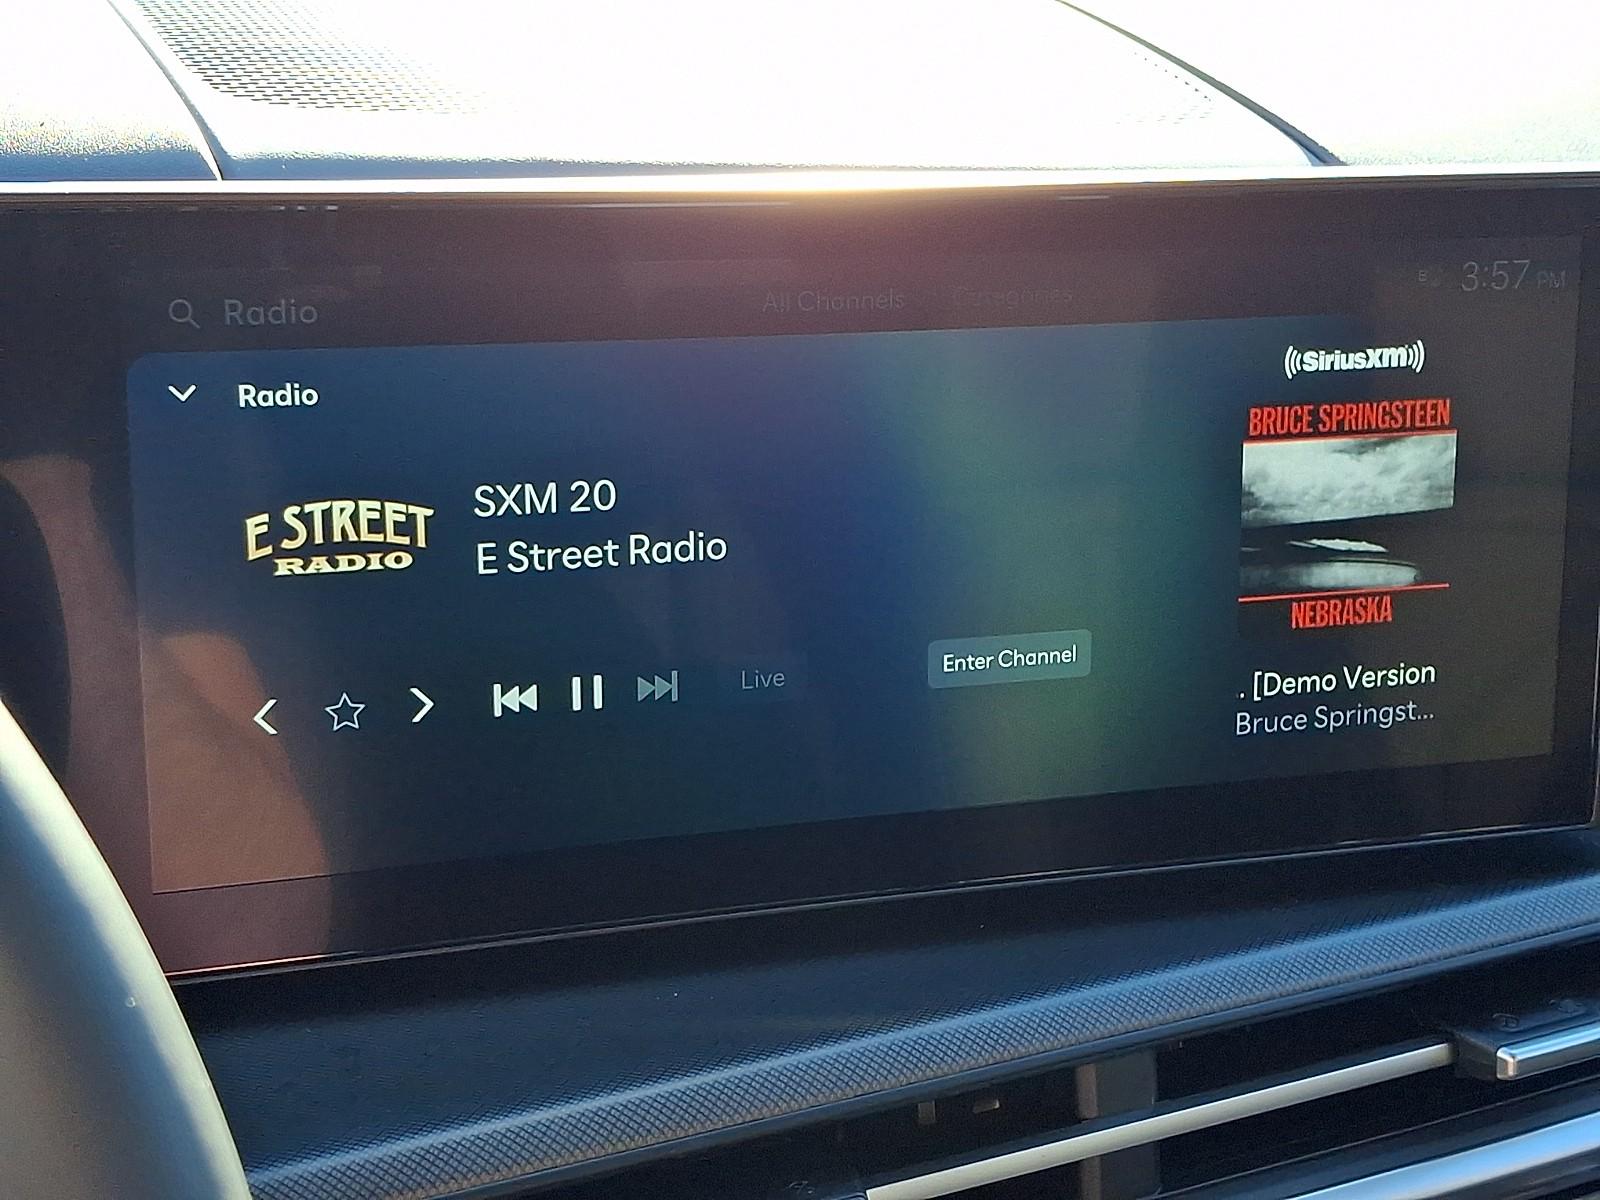 Radio
All Channels
Categories
3:57 PM
Radio
((SiriusXM))
E STREET
RADIO
SXM 20
E Street Radio
BRUCE SPRINGSTEEN
NEBRASKA
Live
Enter Channel
. [Demo Version
Bruce Springst...